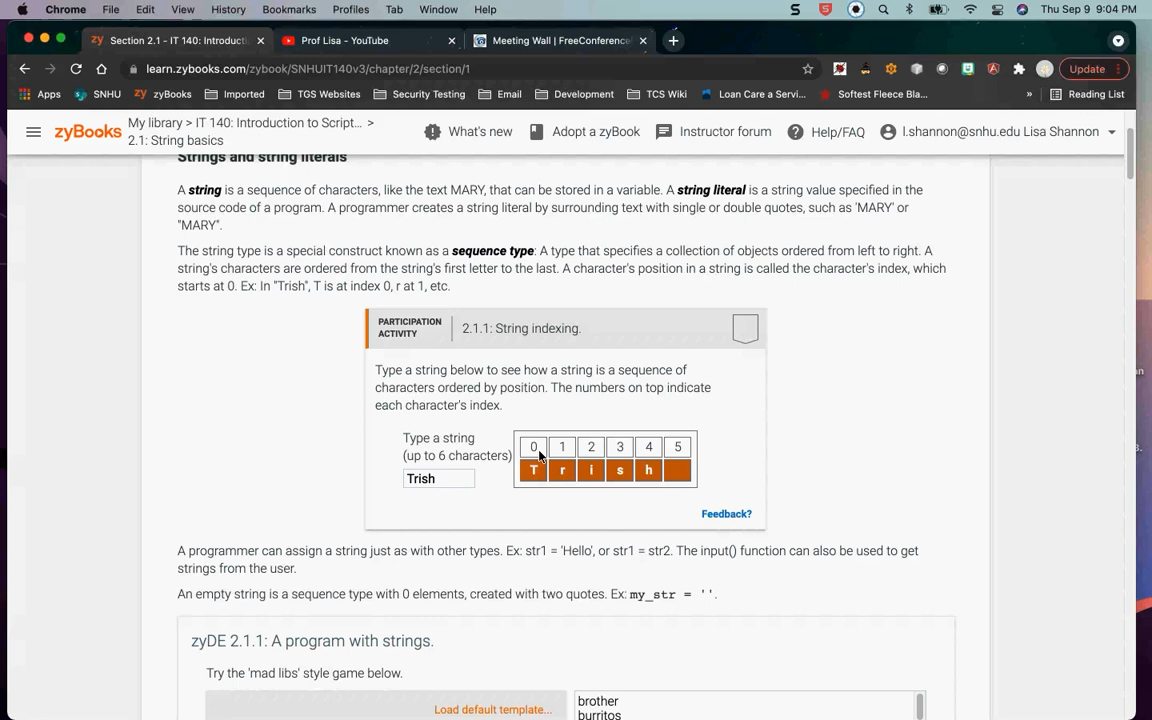 Chrome File Edit View History Bookmarks Profiles Tab Window Help Thu Sep 9 9:04 PM
zy Section 2.1 - IT 140: Introducti Prof Lisa - YouTube Meeting Wall | FreeConference
learn.zybooks.com/zybook/SNHUIT140v3/chapter/2/section/1 Update
Apps SNHU zy zyBooks Imported TGS Websites Security Testing Email Development TCS Wiki Loan Care a Servi... Softest Fleece Bla... » Reading List
zyBooks
My library > IT 140: Introduction to Script... >
2.1: String basics
What's new Adopt a zyBook Instructor forum Help/FAQ l.shannon@snhu.edu Lisa Shannon
Strings and string literals
A string is a sequence of characters, like the text MARY, that can be stored in a variable. A string literal is a string value specified in the
source code of a program. A programmer creates a string literal by surrounding text with single or double quotes, such as 'MARY' or
"MARY".
The string type is a special construct known as a sequence type: A type that specifies a collection of objects ordered from left to right. A
string's characters are ordered from the string's first letter to the last. A character's position in a string is called the character's index, which
starts at 0. Ex: In "Trish", T is at index 0, r at 1, etc.
PARTICIPATION
ACTIVITY
2.1.1: String indexing.
Type a string below to see how a string is a sequence of
characters ordered by position. The numbers on top indicate
each character's index.
Type a string
(up to 6 characters)
Trish
0 1 2 3 4 5
T r i s h
Feedback?
A programmer can assign a string just as with other types. Ex: str1 = 'Hello', or str1 = str2. The input() function can also be used to get
strings from the user.
An empty string is a sequence type with 0 elements, created with two quotes. Ex: my_str = ''.
zyDE 2.1.1: A program with strings.
Try the 'mad libs' style game below.
Load default template...
brother
burritos